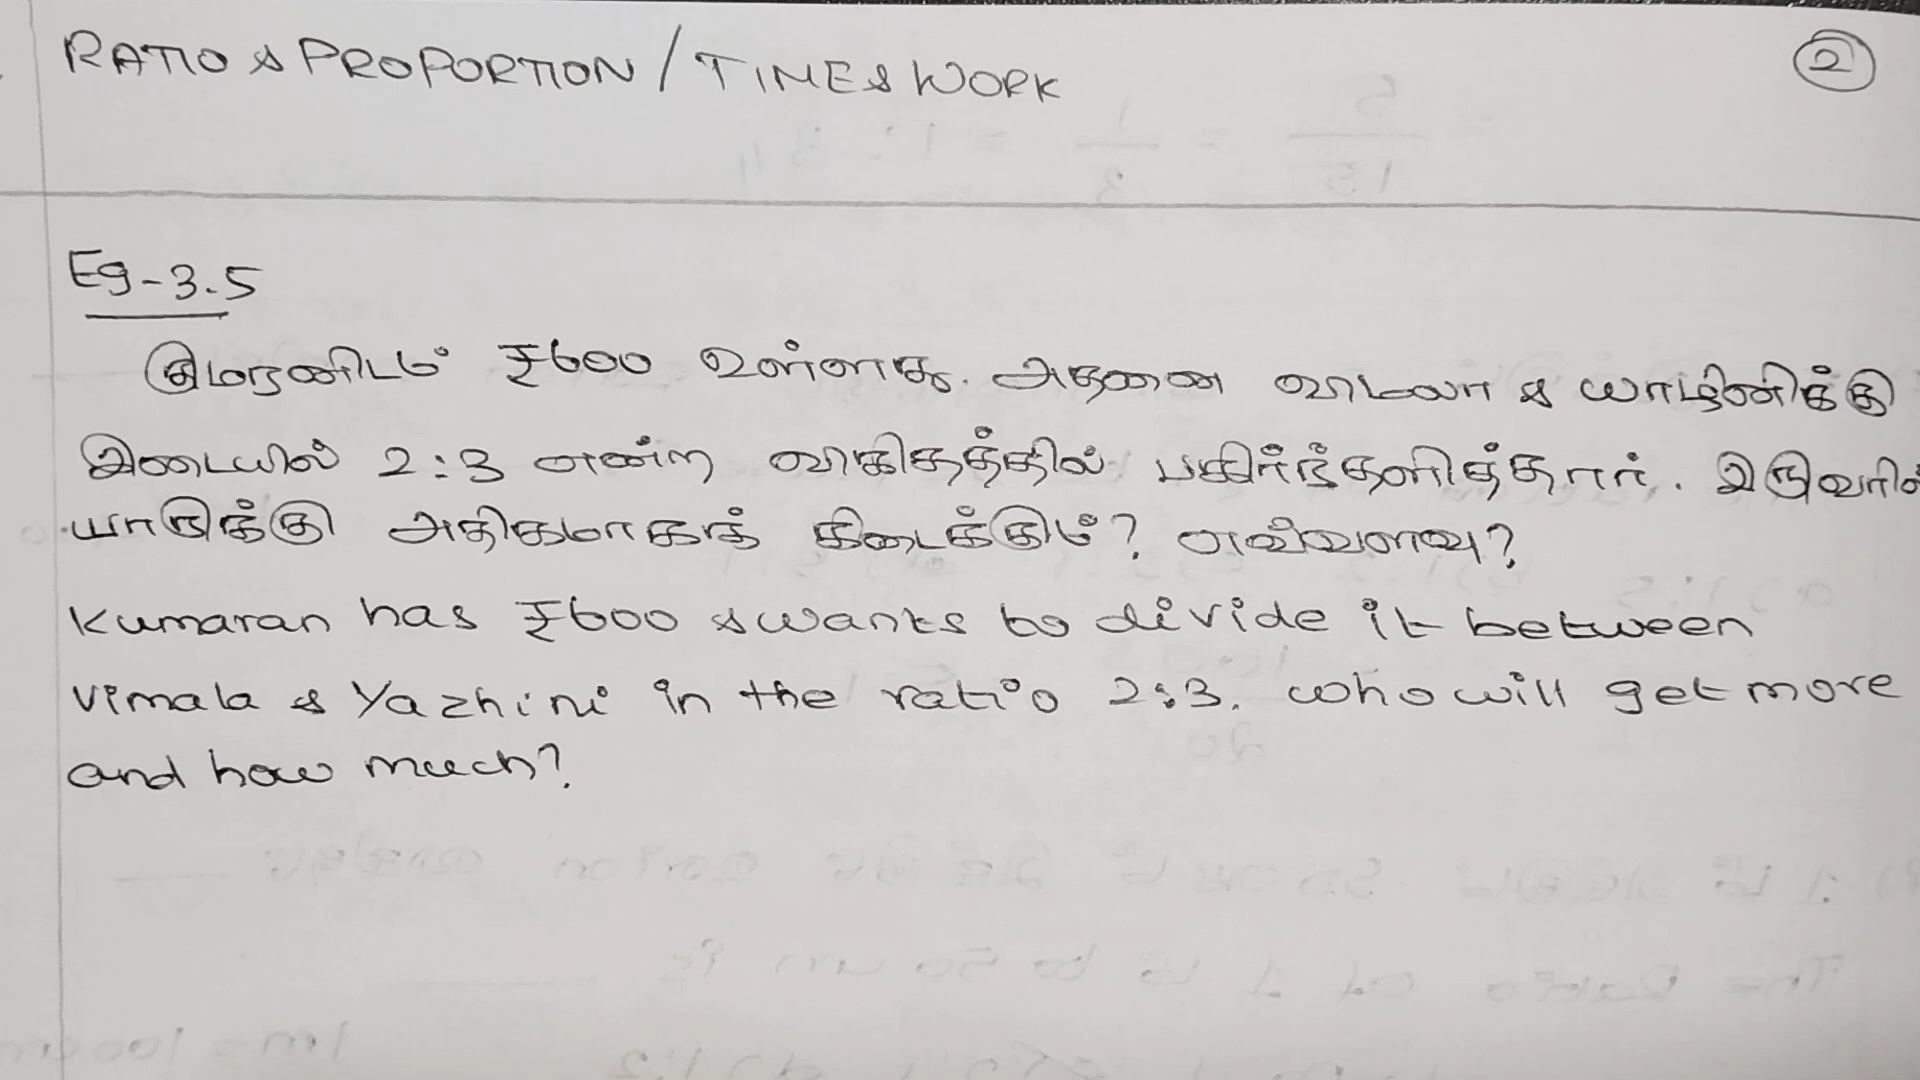 RATIO & PROPORTION / TIME & WORK
2
Eg-3.5
குமரனிடம் ₹600 உள்ளது. அதனை விமலா & யாழினிக்கு
இடையில் 2:3 என்ற விகிதத்தில் பகிர்ந்தளித்தார். இருவரில்
யாருக்கு அதிகமாகக் கிடைக்கும்? எவ்வளவு?
Kumaran has ₹600 & wants to divide it between
Vimala & Yazhini in the ratio 2:3. who will get more
and how much?